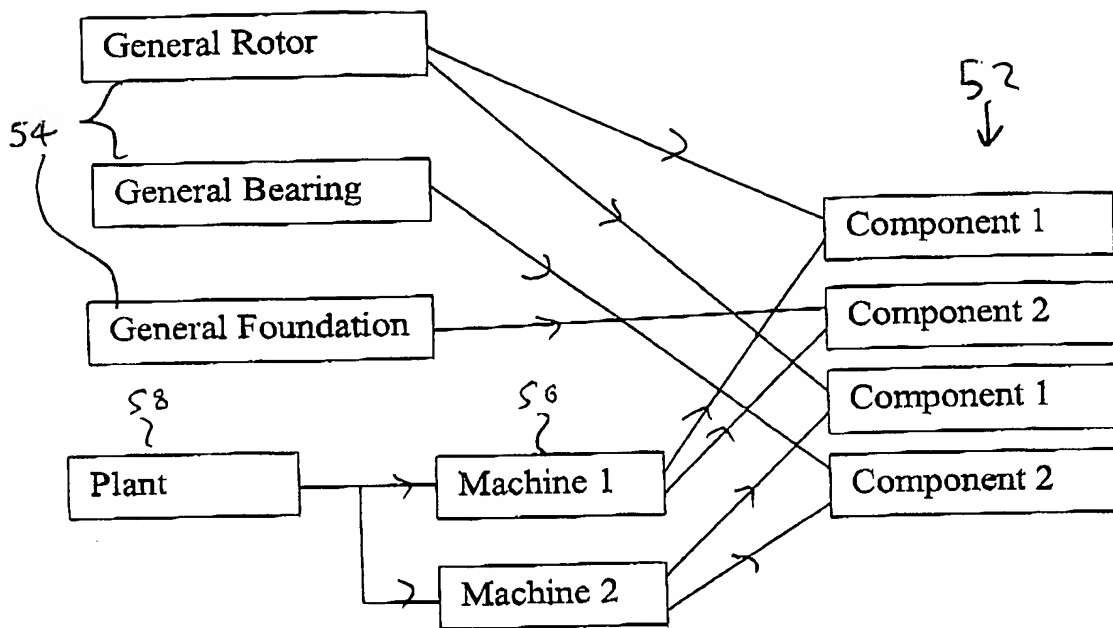 General Rotor
52
54
General Bearing
Component 1
General Foundation
Component 2
58
56
Component 1
Plant
Machine 1
Component 2
Machine 2